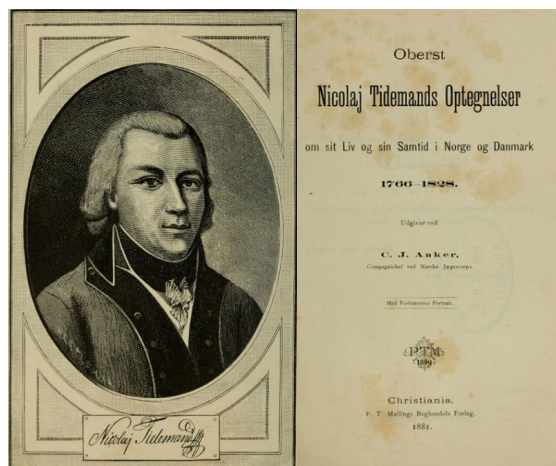 Nicolaj Tidemand
Oberst
Nicolaj Tidemands Optegnelser
om sit Liv og sin Samtid i Norge og Danmark
1766–1828.
Udgivne ved
C. J. Anker,
Compagnichef ved Norske Jægercorps.
Med Forfatterens Portrait.
PTM
Christiania.
P. T. Mallings Boghandels Forlag.
1881.